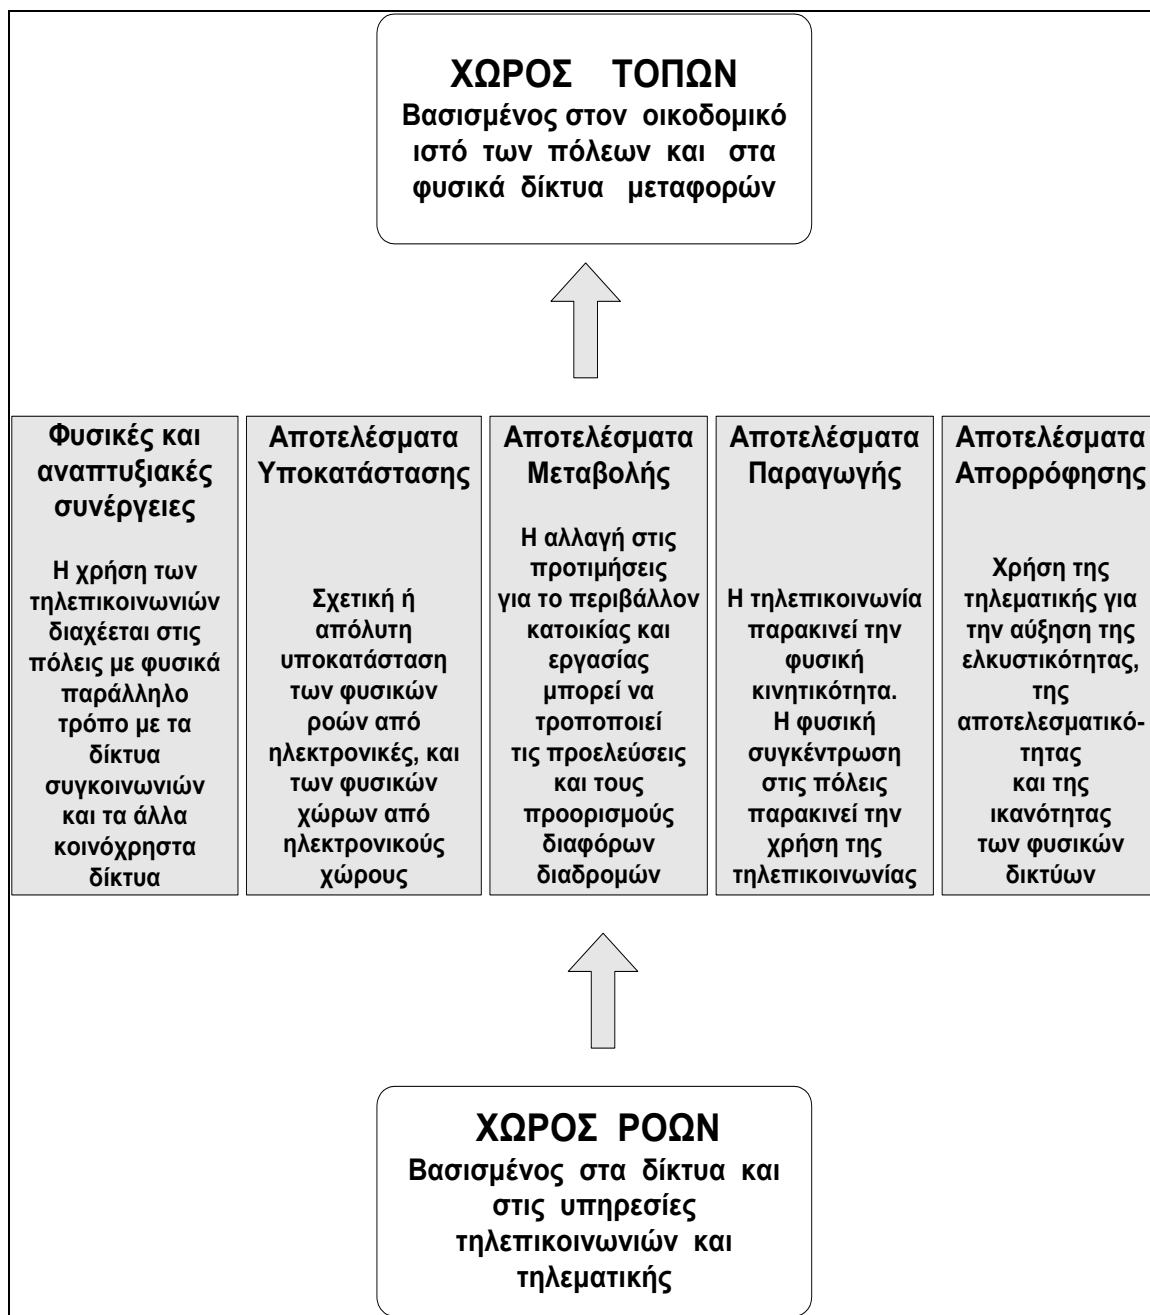 ΧΩΡΟΣ ΤΟΠΩΝ
Βασισμένος στον οικοδομικό
ιστό των πόλεων και στα
φυσικά δίκτυα μεταφορών
Φυσικές και
αναπτυξιακές
συνέργειες
Η χρήση των
τηλεπικοινωνιών
διαχέεται στις
πόλεις με φυσικά
παράλληλο
τρόπο με τα
δίκτυα
συγκοινωνιών
και τα άλλα
κοινόχρηστα
δίκτυα
Αποτελέσματα
Υποκατάστασης
Σχετική ή
απόλυτη
υποκατάσταση
των φυσικών
ροών από
ηλεκτρονικές, και
των φυσικών
χώρων από
ηλεκτρονικούς
χώρους
Αποτελέσματα
Μεταβολής
Η αλλαγή στις
προτιμήσεις
για το περιβάλλον
κατοικίας και
εργασίας
μπορεί να
τροποποιεί
τις προελεύσεις
και τους
προορισμούς
διαφόρων
διαδρομών
Αποτελέσματα
Παραγωγής
Η τηλεπικοινωνία
παρακινεί την
φυσική
κινητικότητα.
Η φυσική
συγκέντρωση
στις πόλεις
παρακινεί την
χρήση της
τηλεπικοινωνίας
Αποτελέσματα
Απορρόφησης
Χρήση της
τηλεματικής για
την αύξηση της
ελκυστικότητας,
της
αποτελεσματικό-
τητας
και της
ικανότητας
των φυσικών
δικτύων
ΧΩΡΟΣ ΡΟΩΝ
Βασισμένος στα δίκτυα και
στις υπηρεσίες
τηλεπικοινωνιών και
τηλεματικής